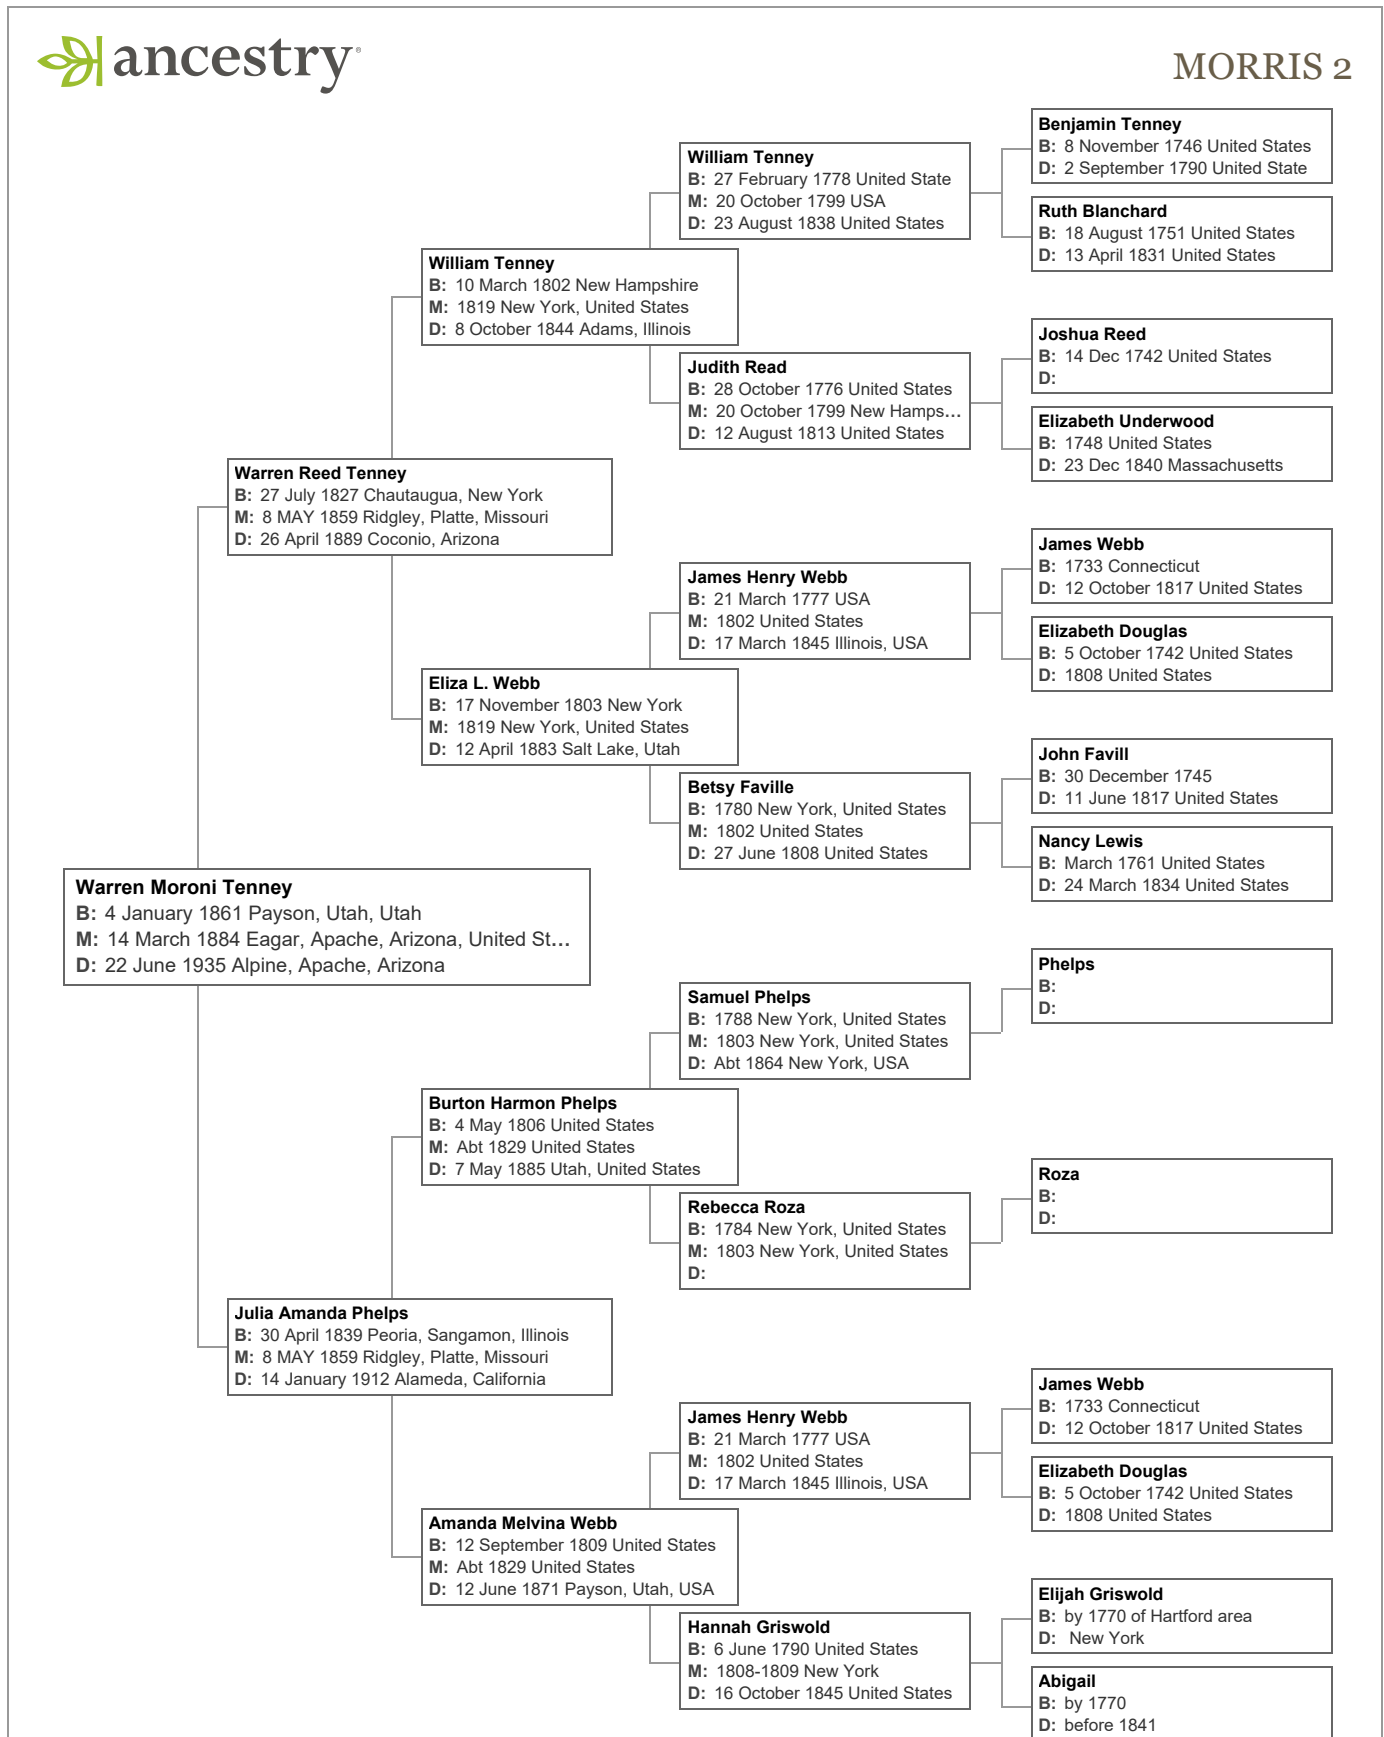 ancestry®
MORRIS 2
Benjamin Tenney
B: 8 November 1746 United States
D: 2 September 1790 United State
William Tenney
B: 27 February 1778 United State
M: 20 October 1799 USA
D: 23 August 1838 United States
Ruth Blanchard
B: 18 August 1751 United States
D: 13 April 1831 United States
William Tenney
B: 10 March 1802 New Hampshire
M: 1819 New York, United States
D: 8 October 1844 Adams, Illinois
Joshua Reed
B: 14 Dec 1742 United States
D:
Judith Read
B: 28 October 1776 United States
M: 20 October 1799 New Hamps...
D: 12 August 1813 United States
Elizabeth Underwood
B: 1748 United States
D: 23 Dec 1840 Massachusetts
Warren Reed Tenney
B: 27 July 1827 Chautaugua, New York
M: 8 MAY 1859 Ridgley, Platte, Missouri
D: 26 April 1889 Coconio, Arizona
James Webb
B: 1733 Connecticut
D: 12 October 1817 United States
James Henry Webb
B: 21 March 1777 USA
M: 1802 United States
D: 17 March 1845 Illinois, USA
Elizabeth Douglas
B: 5 October 1742 United States
D: 1808 United States
Eliza L. Webb
B: 17 November 1803 New York
M: 1819 New York, United States
D: 12 April 1883 Salt Lake, Utah
John Favill
B: 30 December 1745
D: 11 June 1817 United States
Betsy Faville
B: 1780 New York, United States
M: 1802 United States
D: 27 June 1808 United States
Nancy Lewis
B: March 1761 United States
D: 24 March 1834 United States
Warren Moroni Tenney
B: 4 January 1861 Payson, Utah, Utah
M: 14 March 1884 Eagar, Apache, Arizona, United St...
D: 22 June 1935 Alpine, Apache, Arizona
Phelps
B:
D:
Samuel Phelps
B: 1788 New York, United States
M: 1803 New York, United States
D: Abt 1864 New York, USA
Burton Harmon Phelps
B: 4 May 1806 United States
M: Abt 1829 United States
D: 7 May 1885 Utah, United States
Roza
B:
D:
Rebecca Roza
B: 1784 New York, United States
M: 1803 New York, United States
D:
Julia Amanda Phelps
B: 30 April 1839 Peoria, Sangamon, Illinois
M: 8 MAY 1859 Ridgley, Platte, Missouri
D: 14 January 1912 Alameda, California
James Webb
B: 1733 Connecticut
D: 12 October 1817 United States
James Henry Webb
B: 21 March 1777 USA
M: 1802 United States
D: 17 March 1845 Illinois, USA
Elizabeth Douglas
B: 5 October 1742 United States
D: 1808 United States
Amanda Melvina Webb
B: 12 September 1809 United States
M: Abt 1829 United States
D: 12 June 1871 Payson, Utah, USA
Elijah Griswold
B: by 1770 of Hartford area
D: New York
Hannah Griswold
B: 6 June 1790 United States
M: 1808-1809 New York
D: 16 October 1845 United States
Abigail
B: by 1770
D: before 1841